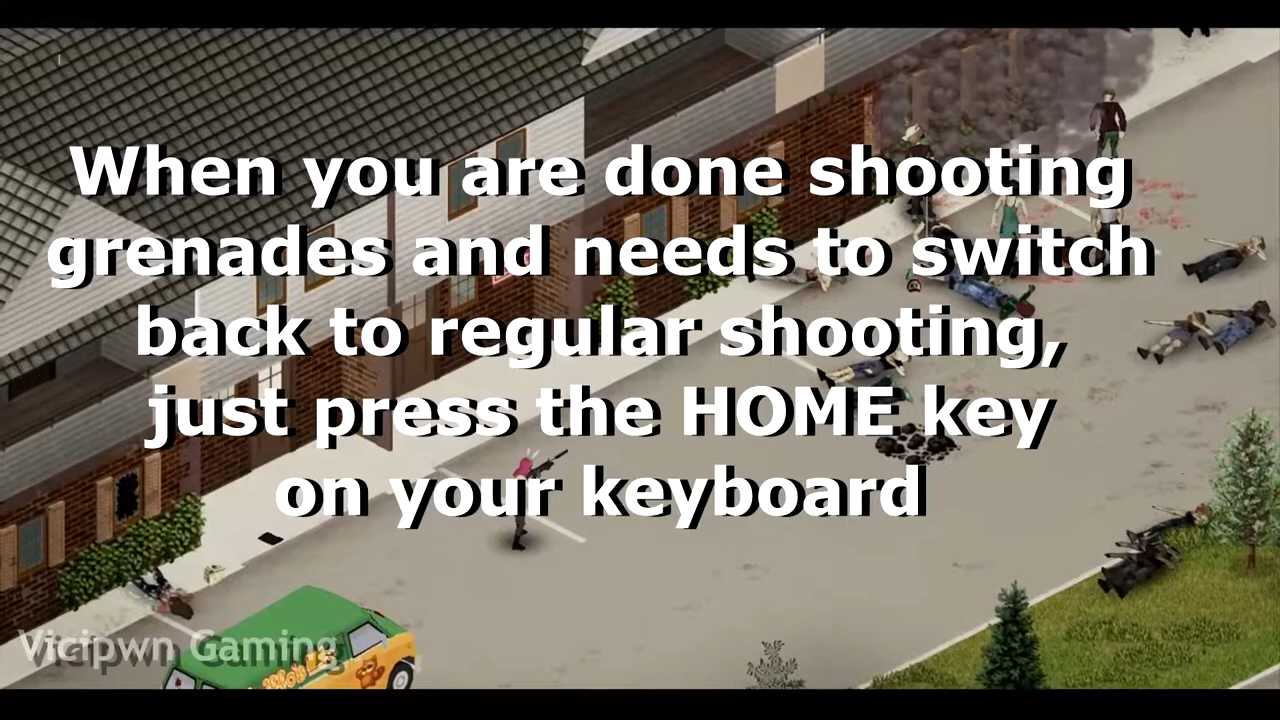 When you are done shooting
grenades and needs to switch
back to regular shooting,
just press the HOME key
on your keyboard
Vicipwn Gaming